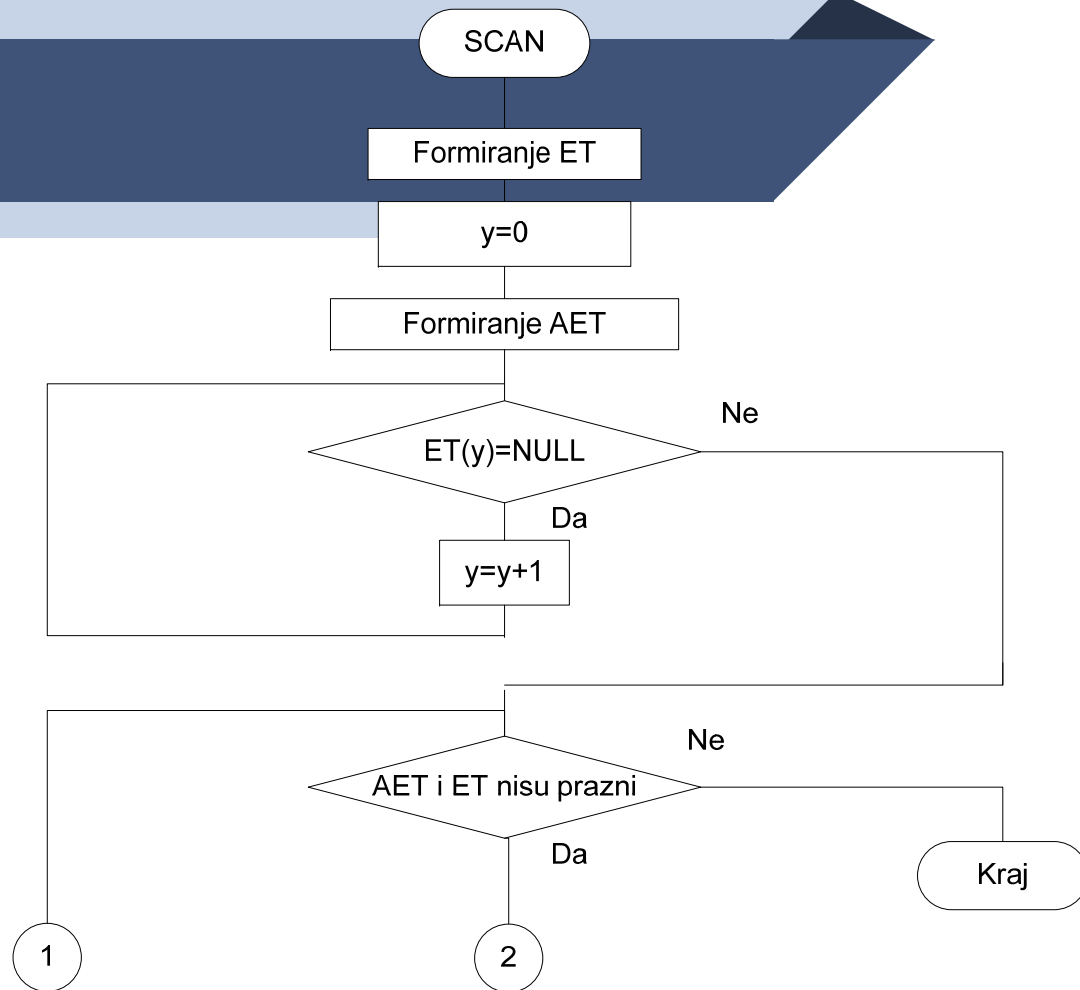 SCAN
Formiranje ET
y=0
Formiranje AET
Ne
ET(y)=NULL
Da
y=y+1
Ne
AET i ET nisu prazni
Da
Kraj
1
2